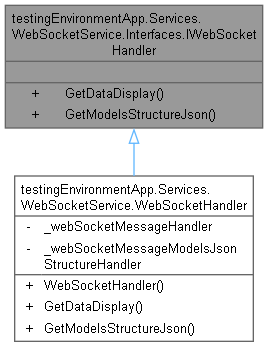 testingEnvironmentApp.Services.
WebSocketService.Interfaces.IWebSocket
Handler
+ GetDataDisplay()
+ GetModelsStructureJson()
testingEnvironmentApp.Services.
WebSocketService.WebSocketHandler
- _webSocketMessageHandler
- _webSocketMessageModelsJson
StructureHandler
+ WebSocketHandler()
+ GetDataDisplay()
+ GetModelsStructureJson()